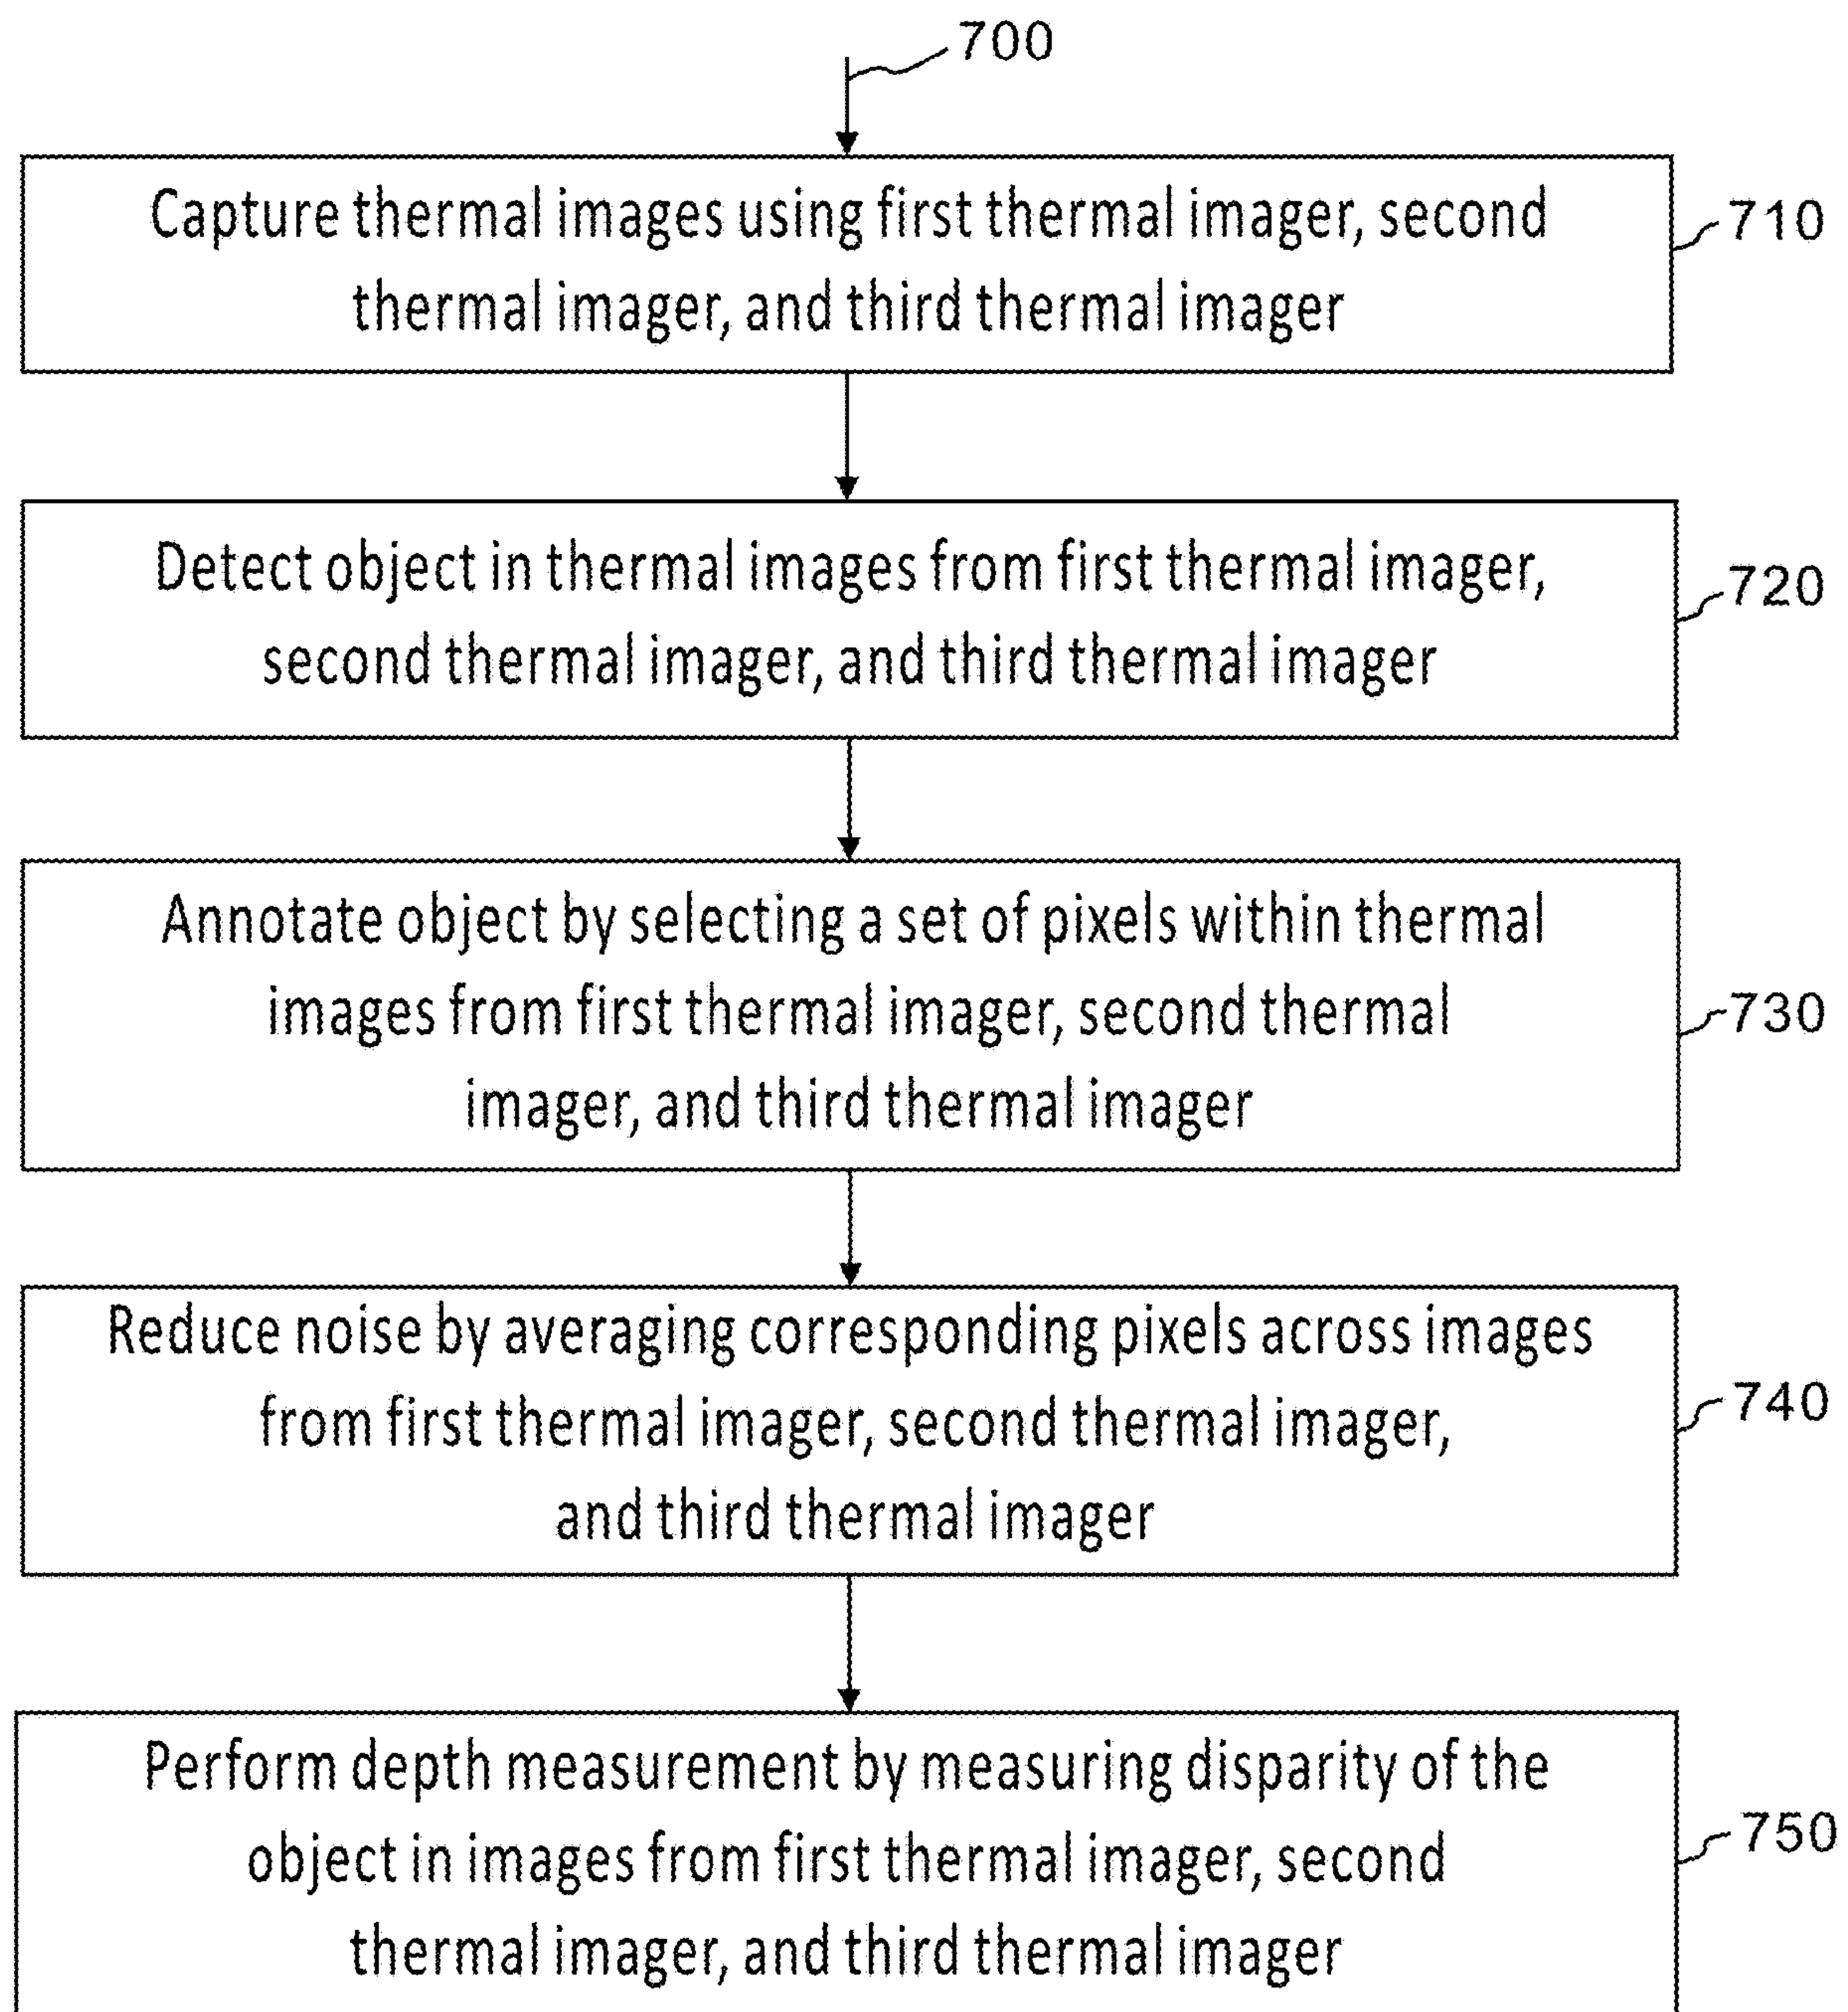 700
Capture thermal images using first thermal imager, second
thermal imager, and third thermal imager
710
Detect object in thermal images from first thermal imager,
second thermal imager, and third thermal imager
720
Annotate object by selecting a set of pixels within thermal
images from first thermal imager, second thermal
imager, and third thermal imager
730
Reduce noise by averaging corresponding pixels across images
from first thermal imager, second thermal imager,
and third thermal imager
740
Perform depth measurement by measuring disparity of the
object in images from first thermal imager, second
thermal imager, and third thermal imager
750